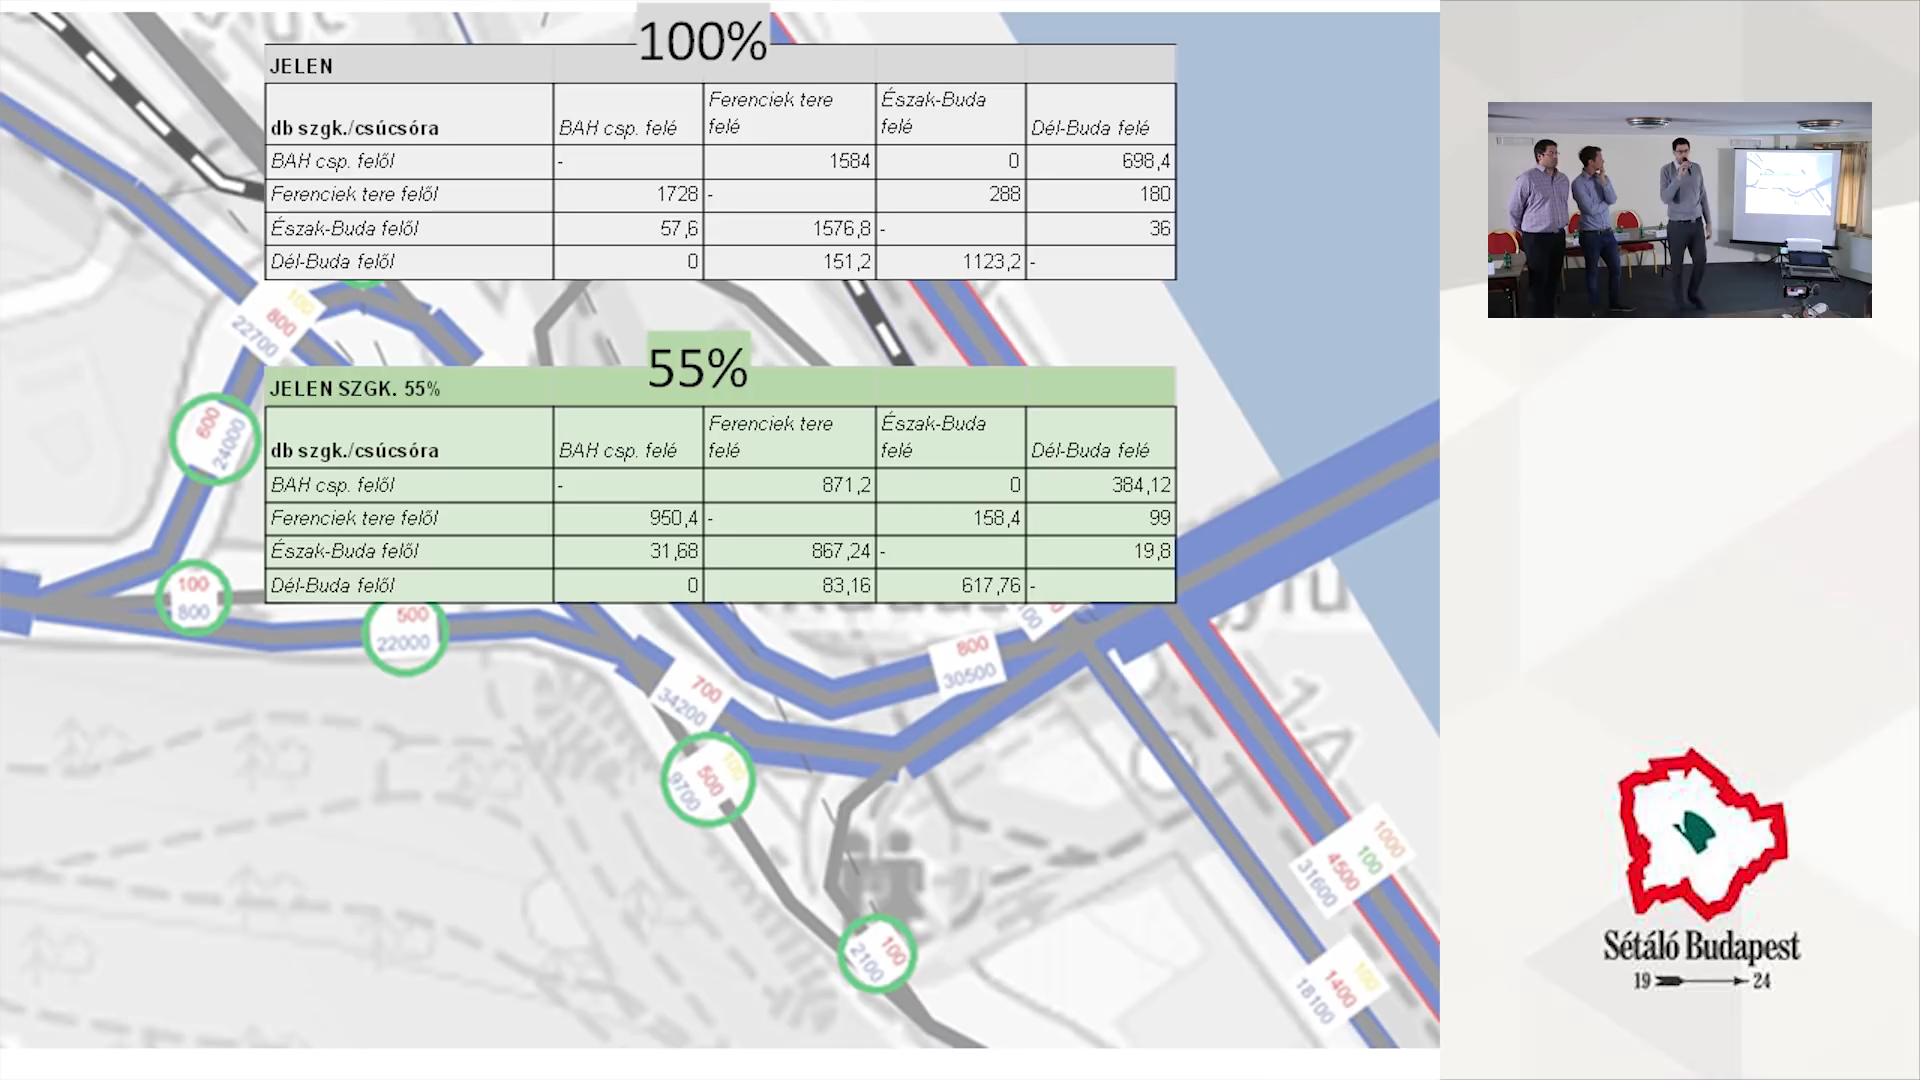 100%
JELEN
db szgk./csúcsóra BAH csp. felé Ferenciek tere felé Észak-Buda felé Dél-Buda felé
BAH csp. felől - 1584 0 698,4
Ferenciek tere felől 1728 - 288 180
Észak-Buda felől 57,6 1576,8 - 36
Dél-Buda felől 0 151,2 1123,2 -
100
800
22700
55%
JELEN SZGK. 55%
db szgk./csúcsóra BAH csp. felé Ferenciek tere felé Észak-Buda felé Dél-Buda felé
BAH csp. felől - 871,2 0 384,12
Ferenciek tere felől 950,4 - 158,4 99
Észak-Buda felől 31,68 867,24 - 19,8
Dél-Buda felől 0 83,16 617,76 -
600
24000
100
800
500
22000
800
30500
700
34200
100
500
9700
100
2100
1000
100
4500
31600
100
1400
18100
Sétáló Budapest
19 24